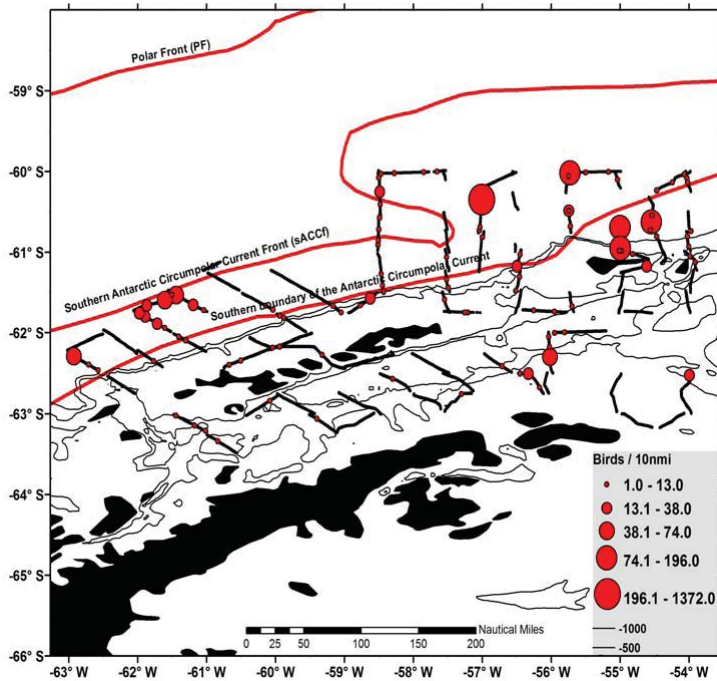 Polar Front (PF)
-59° S
-60° S
Southern Antarctic Circumpolar Current Front (sACCf)
-61° S
Southern Boundary of the Antarctic Circumpolal Current
-62° S
-63° S
Birds / 10nmi
1.0 - 13.0
-64° S
13.1 - 38.0
38.1 - 74.0
74.1 - 196.0
-65° S
196.1 - 1372.0
Nautical Miles
-1000
0 25 50 100 150 200
-500
-66° S
-63° W -62° W -61° W -60° W -59° W -58° W -57° W -56° W -55° W -54° W